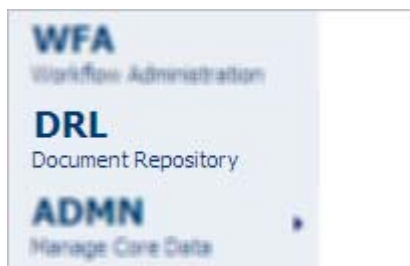 WFA
Workflow Administration
DRL
Document Repository
ADMN
Manage Core Data